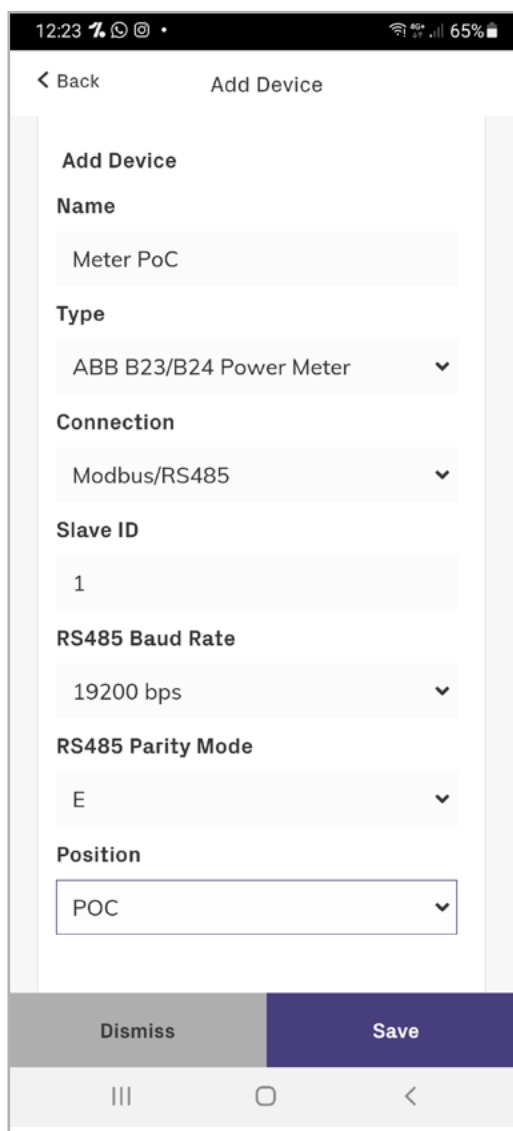 12:23
4G+ 65%
Back
Add Device
Add Device
Name
Meter PoC
Type
ABB B23/B24 Power Meter
Connection
Modbus/RS485
Slave ID
1
RS485 Baud Rate
19200 bps
RS485 Parity Mode
E
Position
POC
Dismiss
Save